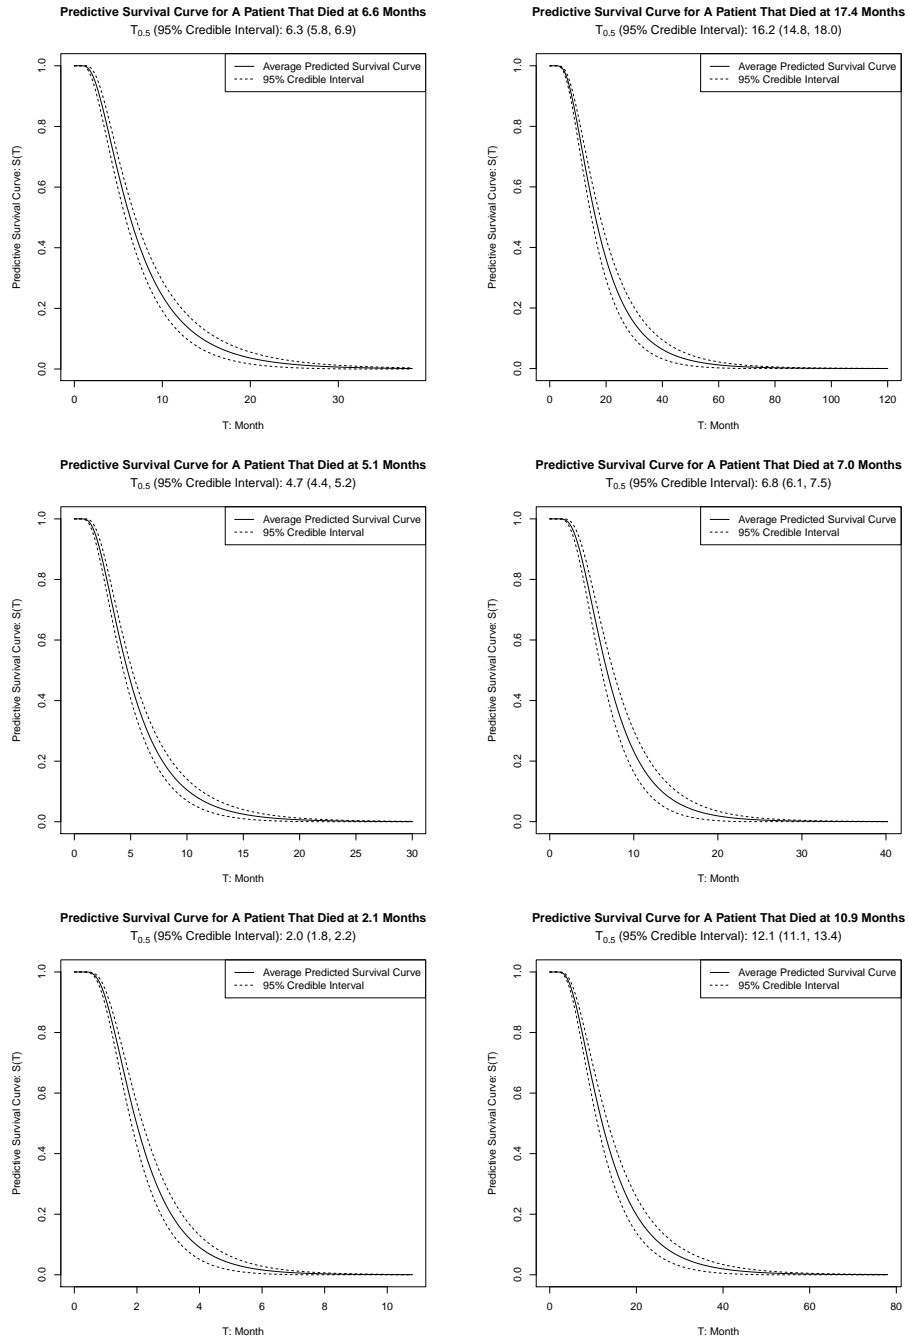 Predictive Survival Curve for A Patient That Died at 6.6 Months
T0.5 (95% Credible Interval): 6.3 (5.8, 6.9)
Average Predicted Survival Curve
95% Credible Interval
Predictive Survival Curve: S(T)
1.0
0.8
0.6
0.4
0.2
0.0
0 10 20 30
T: Month
Predictive Survival Curve for A Patient That Died at 17.4 Months
T0.5 (95% Credible Interval): 16.2 (14.8, 18.0)
Average Predicted Survival Curve
95% Credible Interval
Predictive Survival Curve: S(T)
1.0
0.8
0.6
0.4
0.2
0.0
0 20 40 60 80 100 120
T: Month
Predictive Survival Curve for A Patient That Died at 5.1 Months
T0.5 (95% Credible Interval): 4.7 (4.4, 5.2)
Average Predicted Survival Curve
95% Credible Interval
Predictive Survival Curve: S(T)
1.0
0.8
0.6
0.4
0.2
0.0
0 5 10 15 20 25 30
T: Month
Predictive Survival Curve for A Patient That Died at 7.0 Months
T0.5 (95% Credible Interval): 6.8 (6.1, 7.5)
Average Predicted Survival Curve
95% Credible Interval
Predictive Survival Curve: S(T)
1.0
0.8
0.6
0.4
0.2
0.0
0 10 20 30 40
T: Month
Predictive Survival Curve for A Patient That Died at 2.1 Months
T0.5 (95% Credible Interval): 2.0 (1.8, 2.2)
Average Predicted Survival Curve
95% Credible Interval
Predictive Survival Curve: S(T)
1.0
0.8
0.6
0.4
0.2
0.0
0 2 4 6 8 10
T: Month
Predictive Survival Curve for A Patient That Died at 10.9 Months
T0.5 (95% Credible Interval): 12.1 (11.1, 13.4)
Average Predicted Survival Curve
95% Credible Interval
Predictive Survival Curve: S(T)
1.0
0.8
0.6
0.4
0.2
0.0
0 20 40 60 80
T: Month